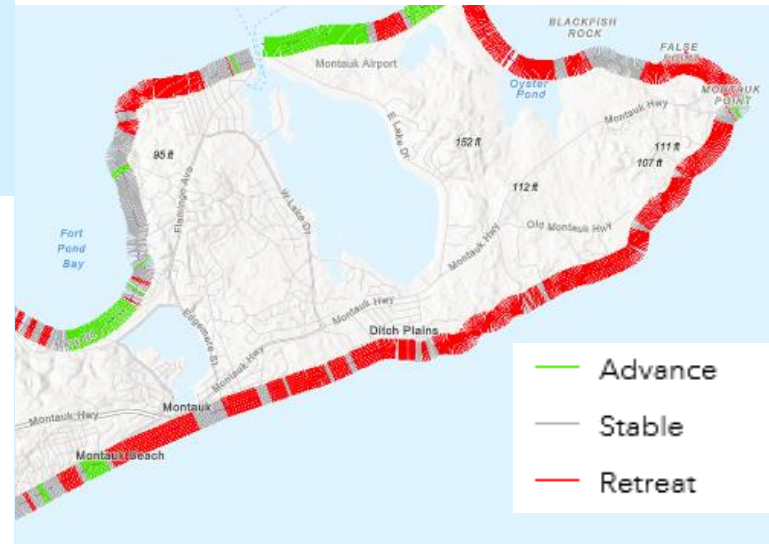 BLACKFISH
ROCK
FALSE
POINT
MONTAUK
POINT
Montauk Airport
Oyster
Pond
Montauk Hwy
E Lake Dr
152 ft
111 ft
107 ft
95 ft
112 ft
Flamingo Ave
W Lake Dr
Old Montauk Hwy
Fort
Pond
Bay
Montauk Hwy
Montauk Hwy
Ditch Plains
Edgemere St
Montauk Hwy
Montauk
Montauk Hwy
Montauk Beach
Advance
Stable
Retreat